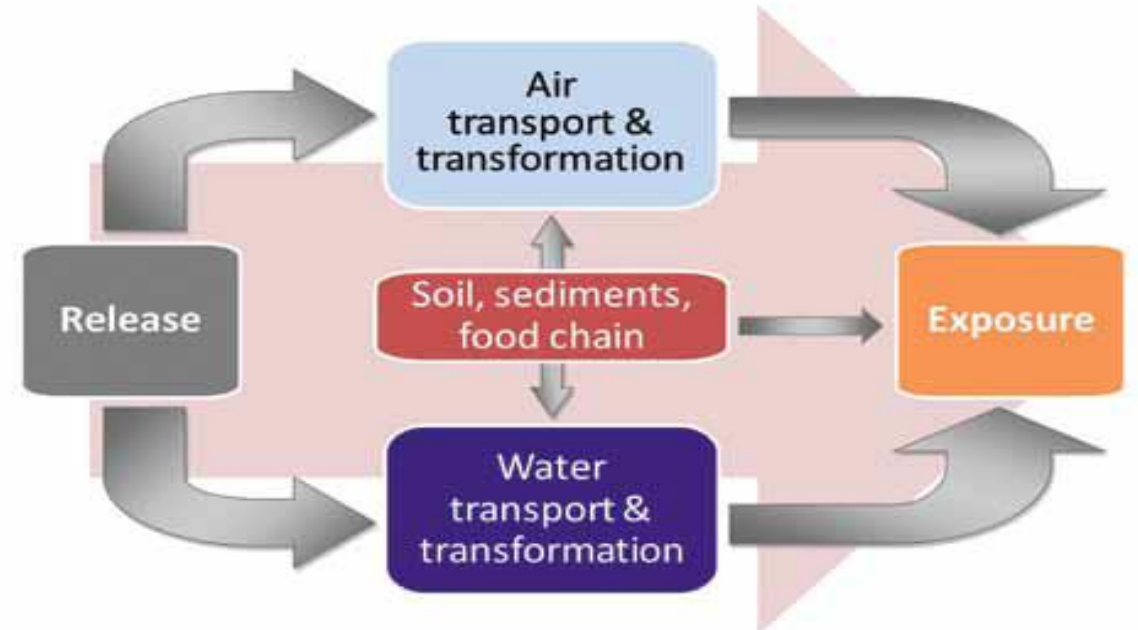 Air
transport &
transformation
Release
Soil, sediments,
food chain
Exposure
Water
transport &
transformation